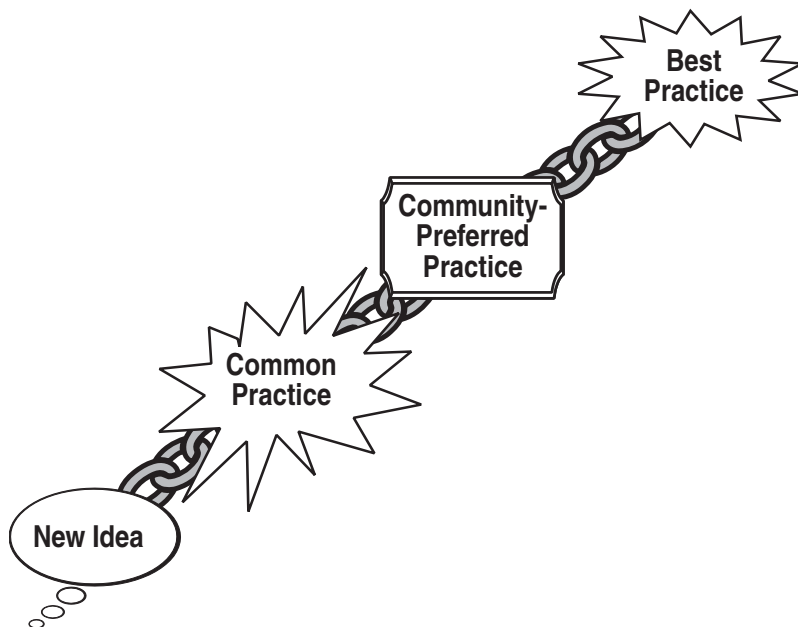 Best
Practice
Community-
Preferred
Practice
Common
Practice
New Idea